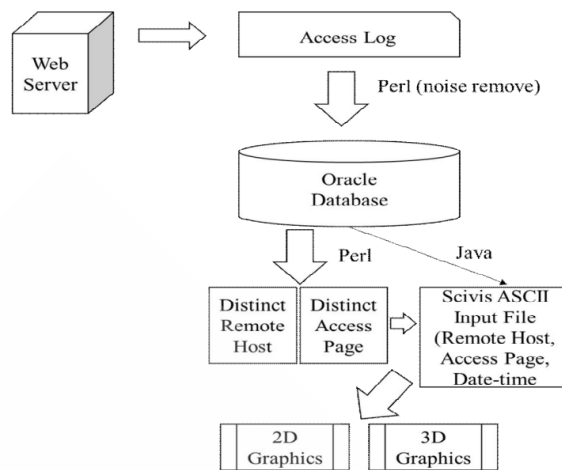 Web
Server
Access Log
Perl (noise remove)
Oracle
Database
Perl
Java
Distinct
Remote
Host
Distinct
Access
Page
Scivis ASCII
Input File
(Remote Host,
Access Page,
Date-time
2D
Graphics
3D
Graphics